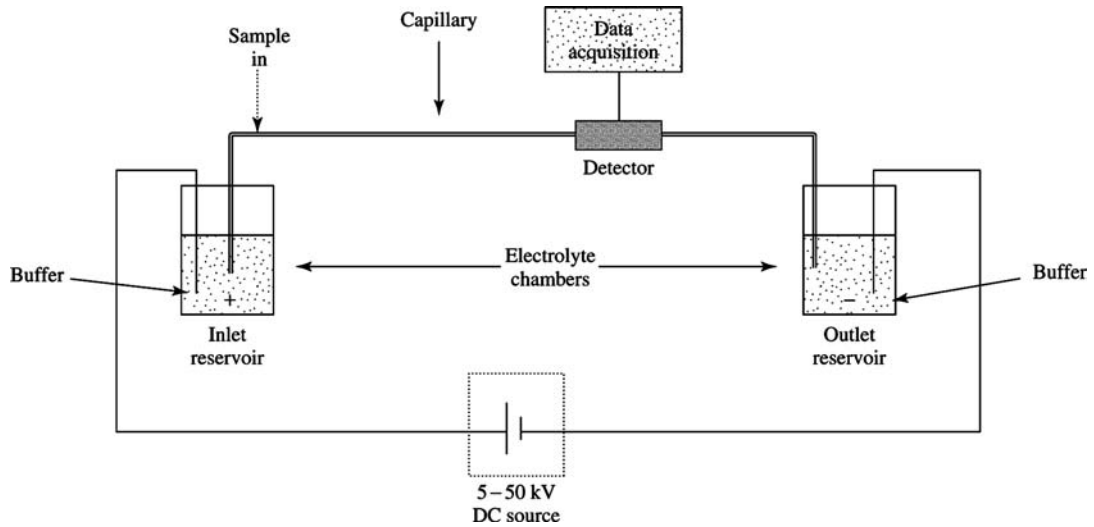 Capillary
Data
acquisition
Sample
in
Detector
Buffer
Electrolyte
chambers
Buffer
+
−
Inlet
reservoir
Outlet
reservoir
5–50 kV
DC source